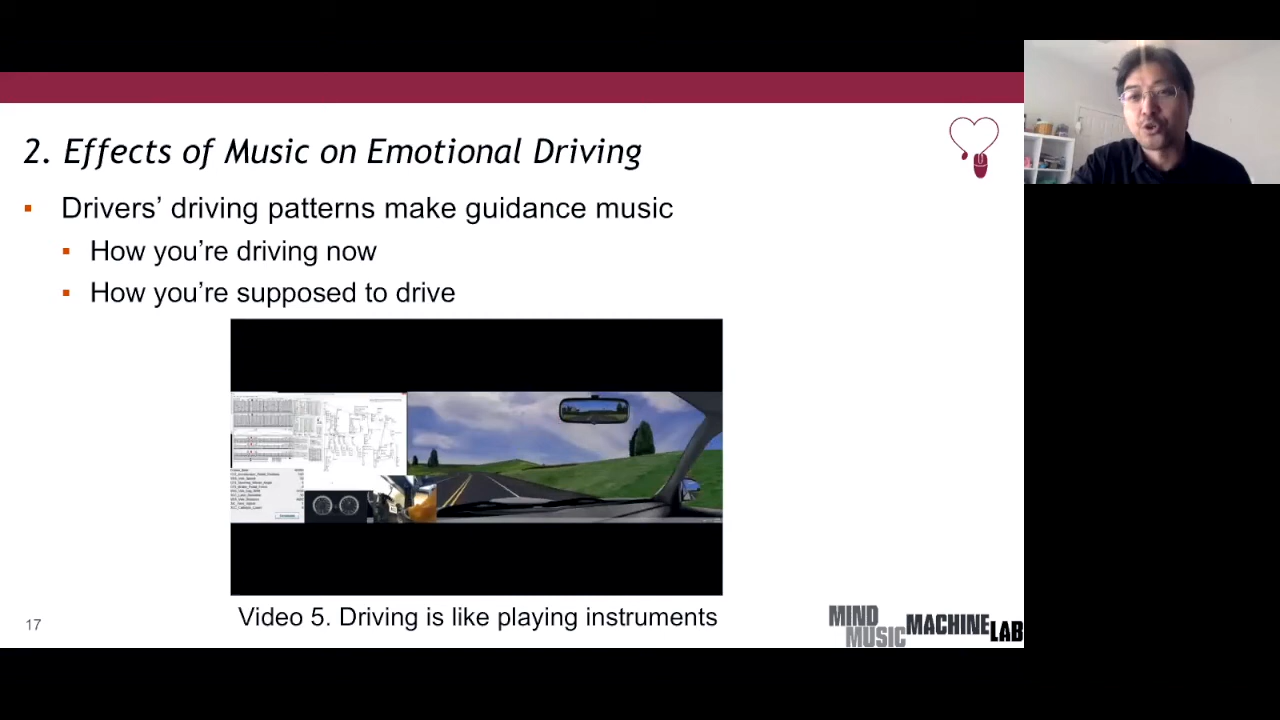 2. Effects of Music on Emotional Driving
▪ Drivers’ driving patterns make guidance music
▪ How you’re driving now
▪ How you’re supposed to drive
Video 5. Driving is like playing instruments
17
MIND
MUSIC MACHINE LAB